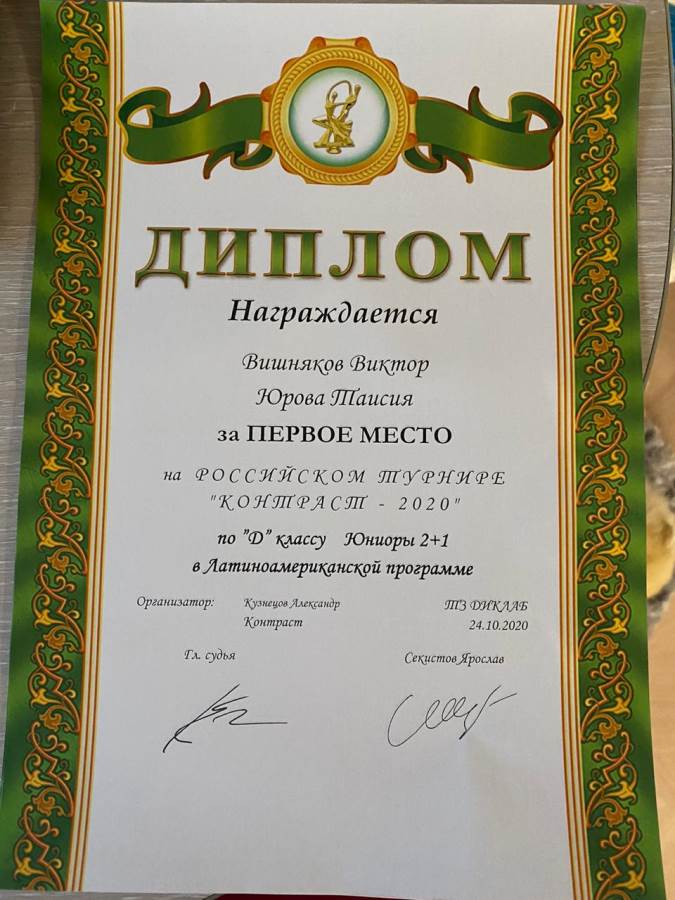 ДИПЛОМ
Награждается
Вишняков Виктор
Юрова Таисия
за ПЕРВОЕ МЕСТО
на РОССИЙСКОМ ТУРНИРЕ
"КОНТРАСТ - 2020"
по "D" классу Юниоры 2+1
в Латиноамериканской программе
Организатор: Кузнецов Александр ТЗ ДИКЛАБ
Контраст 24.10.2020
Гл. судья Секистов Ярослав